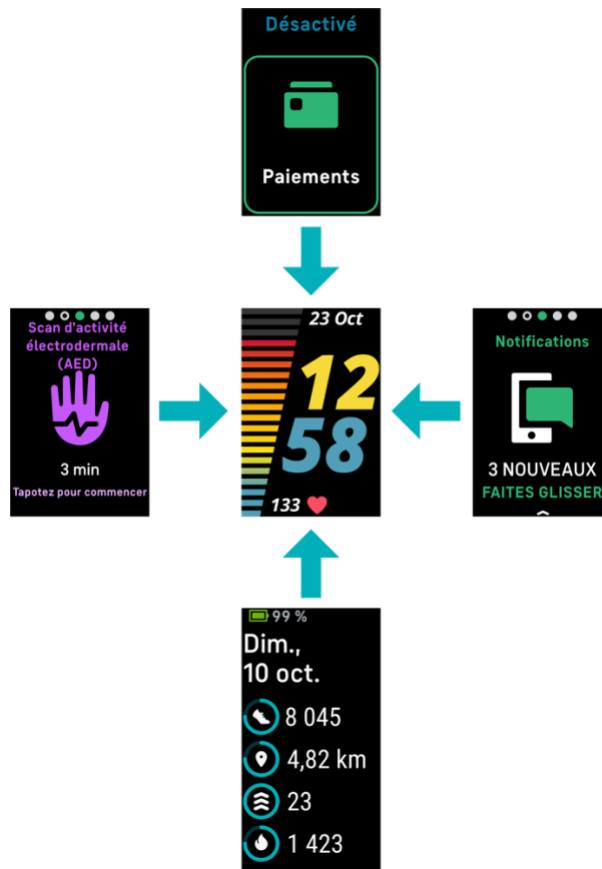 Désactivé
Paiements
Scan d'activité
électrodermale
(AED)
3 min
Tapotez pour commencer
23 Oct
12
58
133
Notifications
3 NOUVEAUX
FAITES GLISSER
99 %
Dim.,
10 oct.
8 045
4,82 km
23
1 423